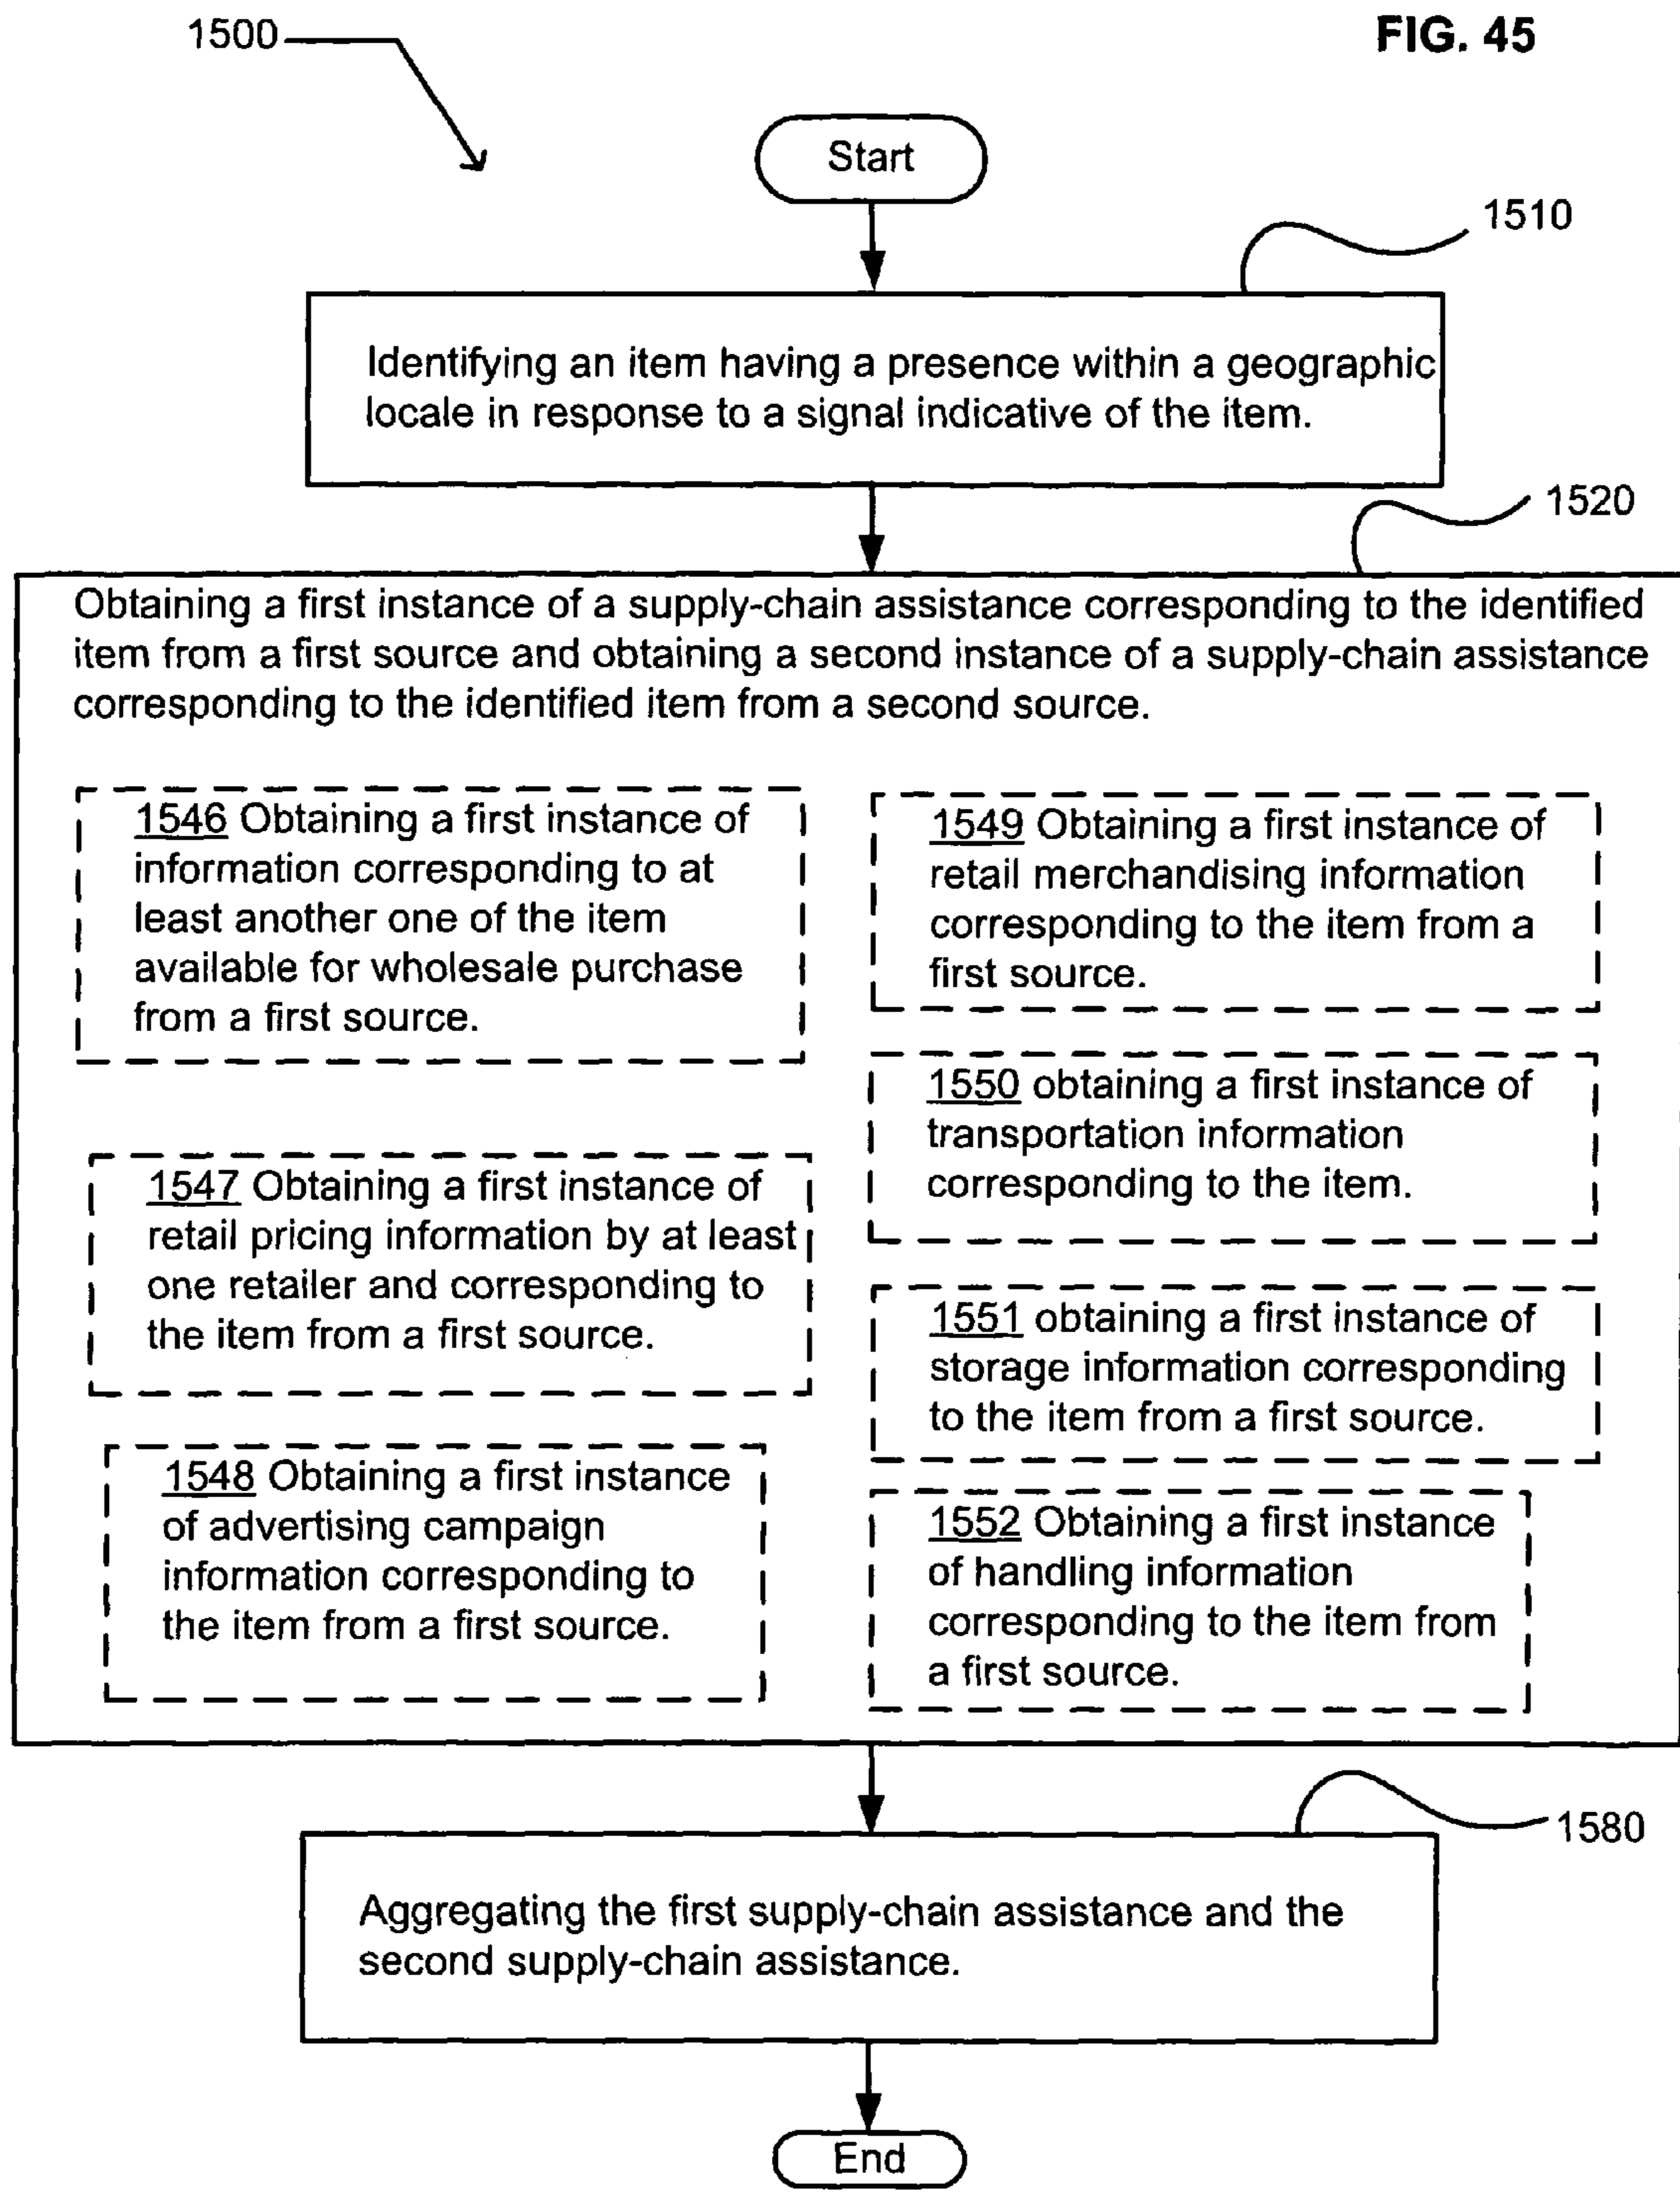 1500
FIG. 45
Start
1510
Identifying an item having a presence within a geographic
locale in response to a signal indicative of the item.
1520
Obtaining a first instance of a supply-chain assistance corresponding to the identified
item from a first source and obtaining a second instance of a supply-chain assistance
corresponding to the identified item from a second source.
1546 Obtaining a first instance of
information corresponding to at
least another one of the item
available for wholesale purchase
from a first source.
1547 Obtaining a first instance of
retail pricing information by at least
one retailer and corresponding to
the item from a first source.
1548 Obtaining a first instance
of advertising campaign
information corresponding to
the item from a first source.
1549 Obtaining a first instance of
retail merchandising information
corresponding to the item from a
first source.
1550 obtaining a first instance of
transportation information
corresponding to the item.
1551 obtaining a first instance of
storage information corresponding
to the item from a first source.
1552 Obtaining a first instance
of handling information
corresponding to the item from
a first source.
1580
Aggregating the first supply-chain assistance and the
second supply-chain assistance.
End